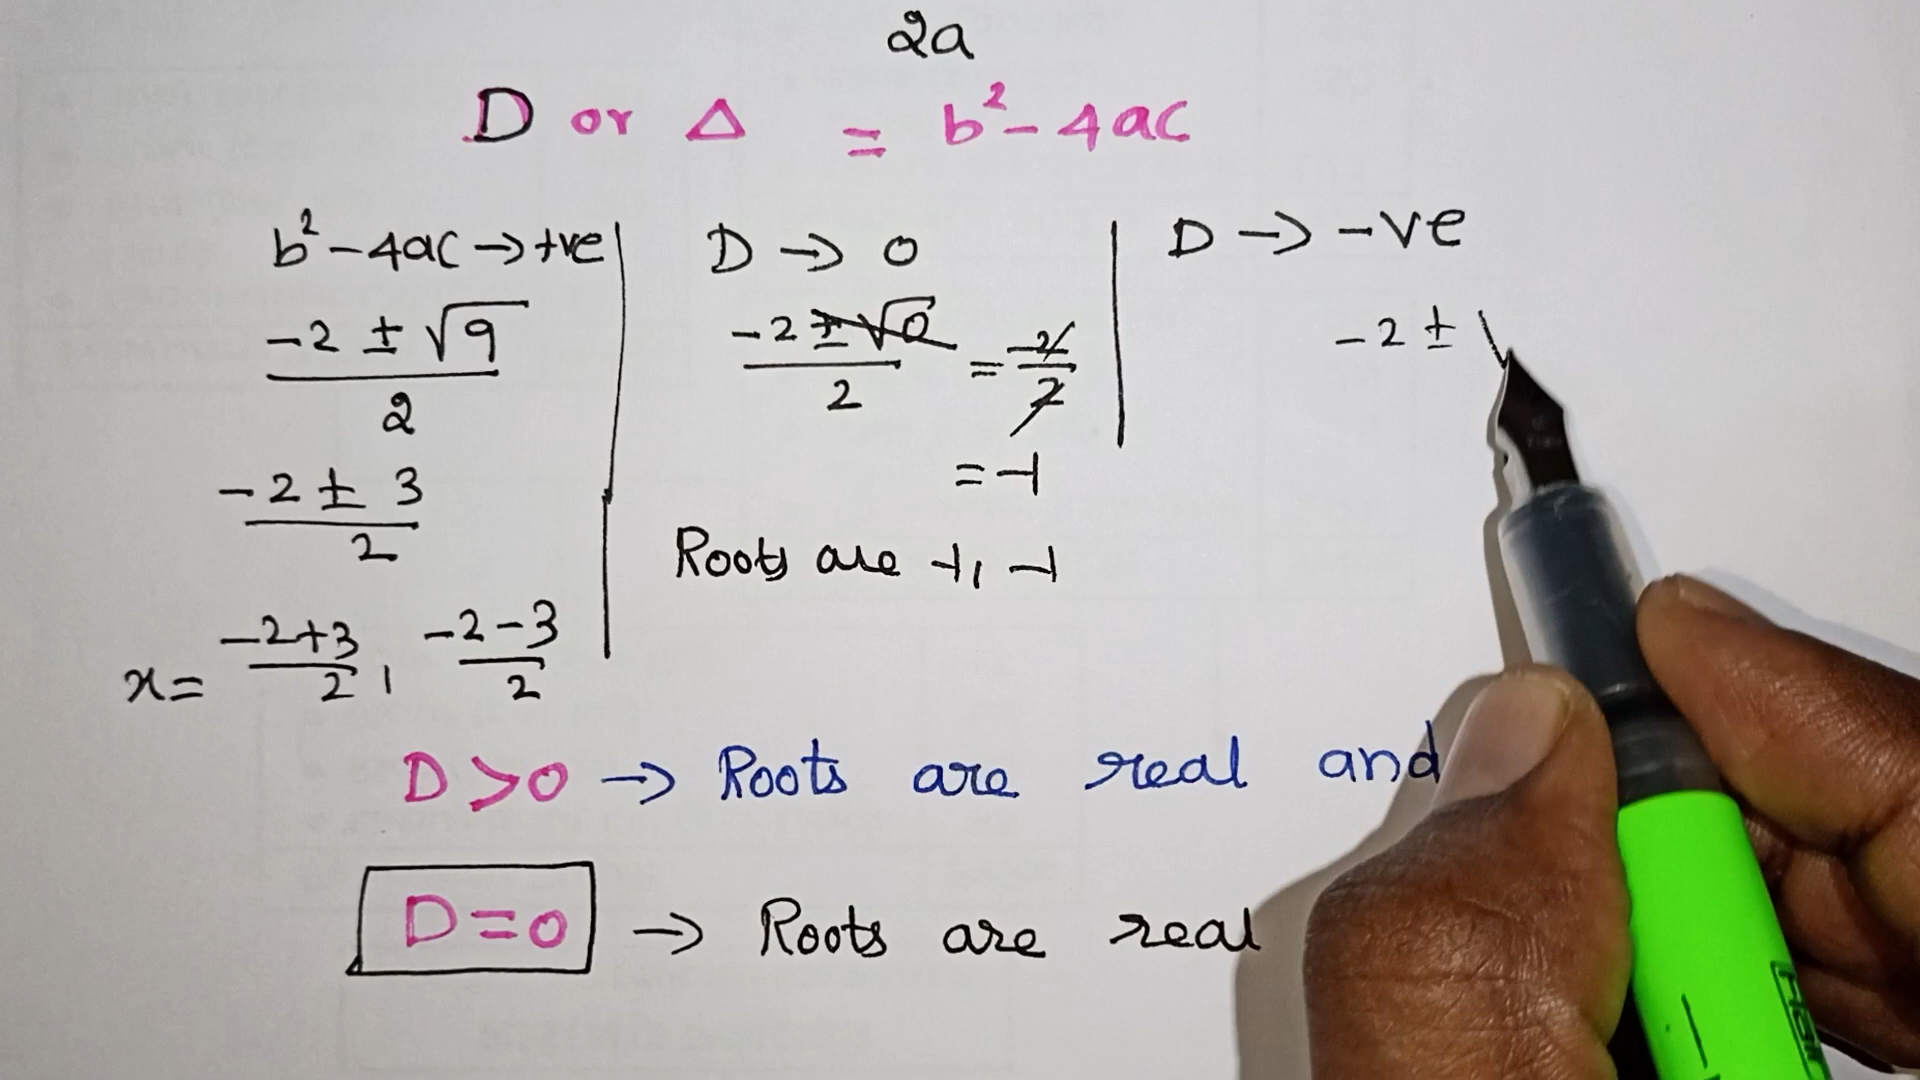 2a
D or △ = b²-4ac
b²-4ac→+ve
-2 ± √9
2
-2 ± 3
2
x= -2+3 , -2-3
2 2
D → 0
-2 ± √0 = -2
2 2
= -1
Roots are -1, -1
D → -ve
-2 ± √
D>0 → Roots are real and
D=0 → Roots are real